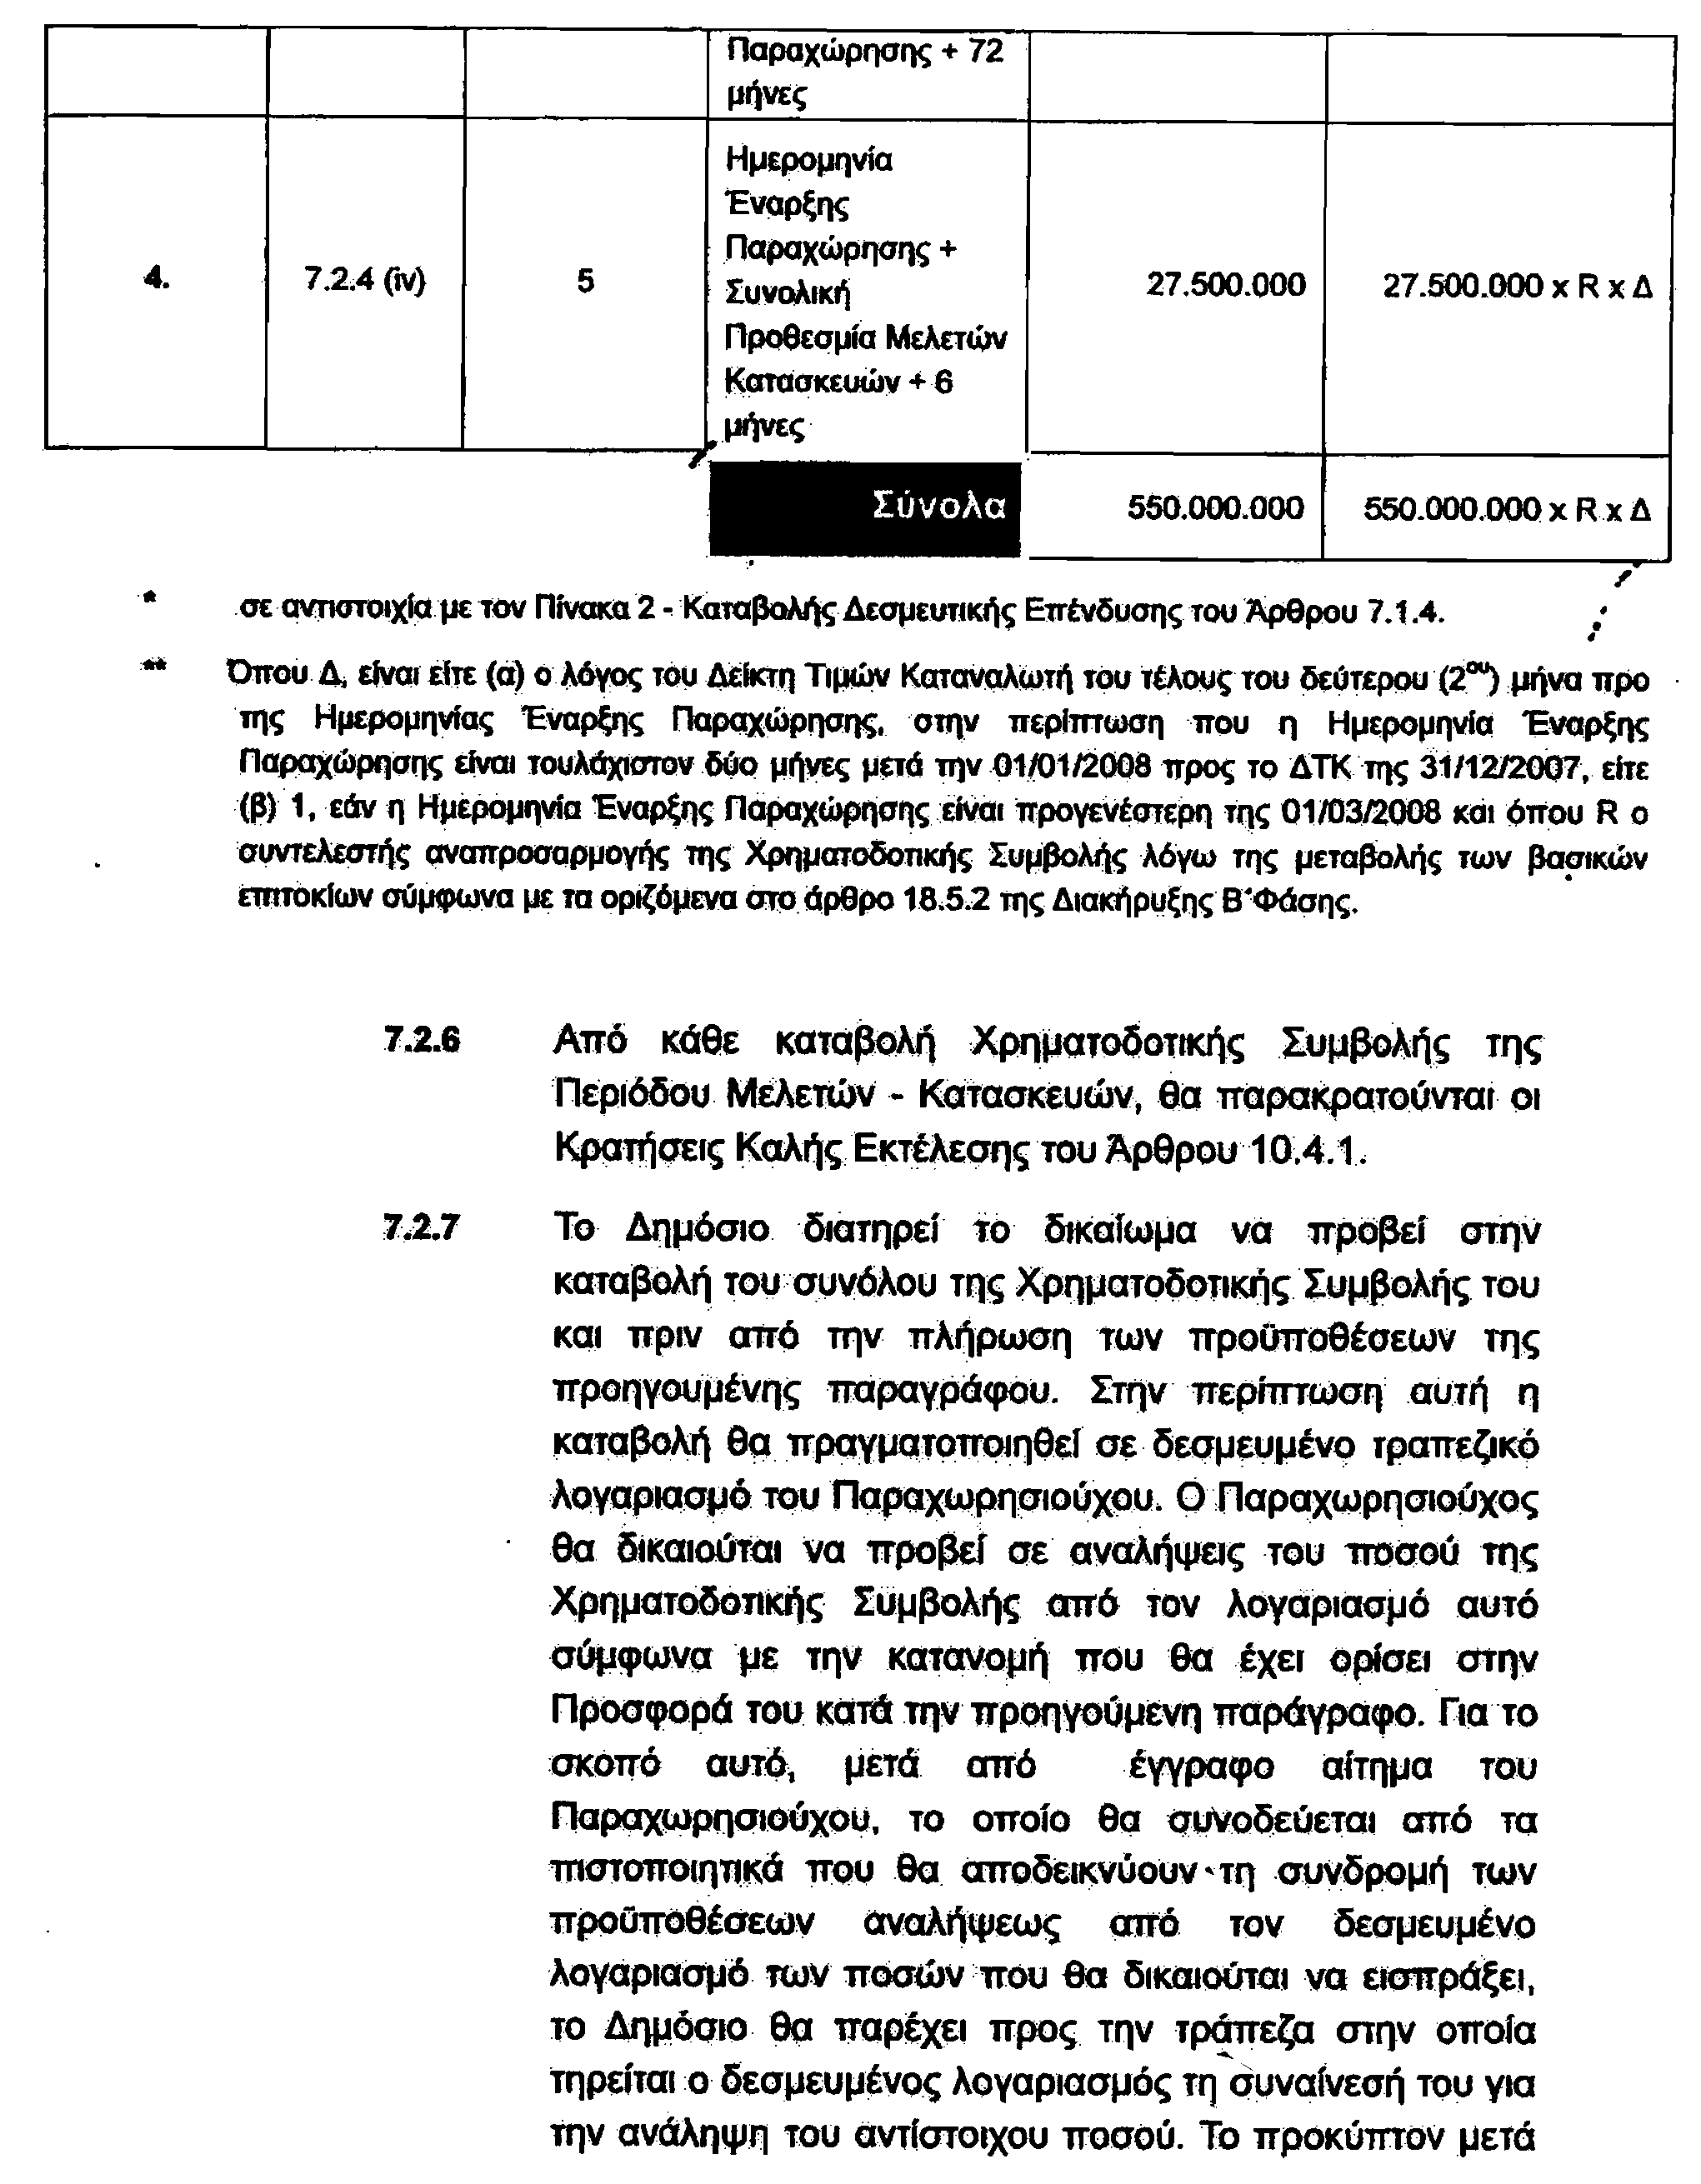 Παραχώρησης + 72
μήνες
Ημερομηνία
Έναρξης
Παραχώρησης +
4. 7.2.4 (iv) 5 Συνολική 27.500.000 27.500.000 x R x Δ
Προθεσμία Μελετών
Κατασκευών + 6
μήνες
Σύνολα 550.000.000 550.000.000 x R x Δ
* σε αντιστοιχία με τον Πίνακα 2 - Καταβολής Δεσμευτικής Επένδυσης του Άρθρου 7.1.4.
** Όπου Δ, είναι είτε (α) ο λόγος του Δείκτη Τιμών Καταναλωτή του τέλους του δεύτερου (2ου) μήνα προ
της Ημερομηνίας Έναρξης Παραχώρησης, στην περίπτωση που η Ημερομηνία Έναρξης
Παραχώρησης είναι τουλάχιστον δύο μήνες μετά την 01/01/2008 προς το ΔΤΚ της 31/12/2007, είτε
(β) 1, εάν η Ημερομηνία Έναρξης Παραχώρησης είναι προγενέστερη της 01/03/2008 και όπου R ο
συντελεστής αναπροσαρμογής της Χρηματοδοτικής Συμβολής λόγω της μεταβολής των βασικών
επιτοκίων σύμφωνα με τα οριζόμενα στο άρθρο 18.5.2 της Διακήρυξης Β΄Φάσης.
7.2.6 Από κάθε καταβολή Χρηματοδοτικής Συμβολής της
Περιόδου Μελετών - Κατασκευών, θα παρακρατούνται οι
Κρατήσεις Καλής Εκτέλεσης του Άρθρου 10.4.1.
7.2.7 Το Δημόσιο διατηρεί το δικαίωμα να προβεί στην
καταβολή του συνόλου της Χρηματοδοτικής Συμβολής του
και πριν από την πλήρωση των προϋποθέσεων της
προηγουμένης παραγράφου. Στην περίπτωση αυτή η
καταβολή θα πραγματοποιηθεί σε δεσμευμένο τραπεζικό
λογαριασμό του Παραχωρησιούχου. Ο Παραχωρησιούχος
θα δικαιούται να προβεί σε αναλήψεις του ποσού της
Χρηματοδοτικής Συμβολής από τον λογαριασμό αυτό
σύμφωνα με την κατανομή που θα έχει ορίσει στην
Προσφορά του κατά την προηγούμενη παράγραφο. Για το
σκοπό αυτό, μετά από έγγραφο αίτημα του
Παραχωρησιούχου, το οποίο θα συνοδεύεται από τα
πιστοποιητικά που θα αποδεικνύουν τη συνδρομή των
προϋποθέσεων αναλήψεως από τον δεσμευμένο
λογαριασμό των ποσών που θα δικαιούται να εισπράξει,
το Δημόσιο θα παρέχει προς την τράπεζα στην οποία
τηρείται ο δεσμευμένος λογαριασμός τη συναίνεσή του για
την ανάληψη του αντίστοιχου ποσού. Το προκύπτον μετά